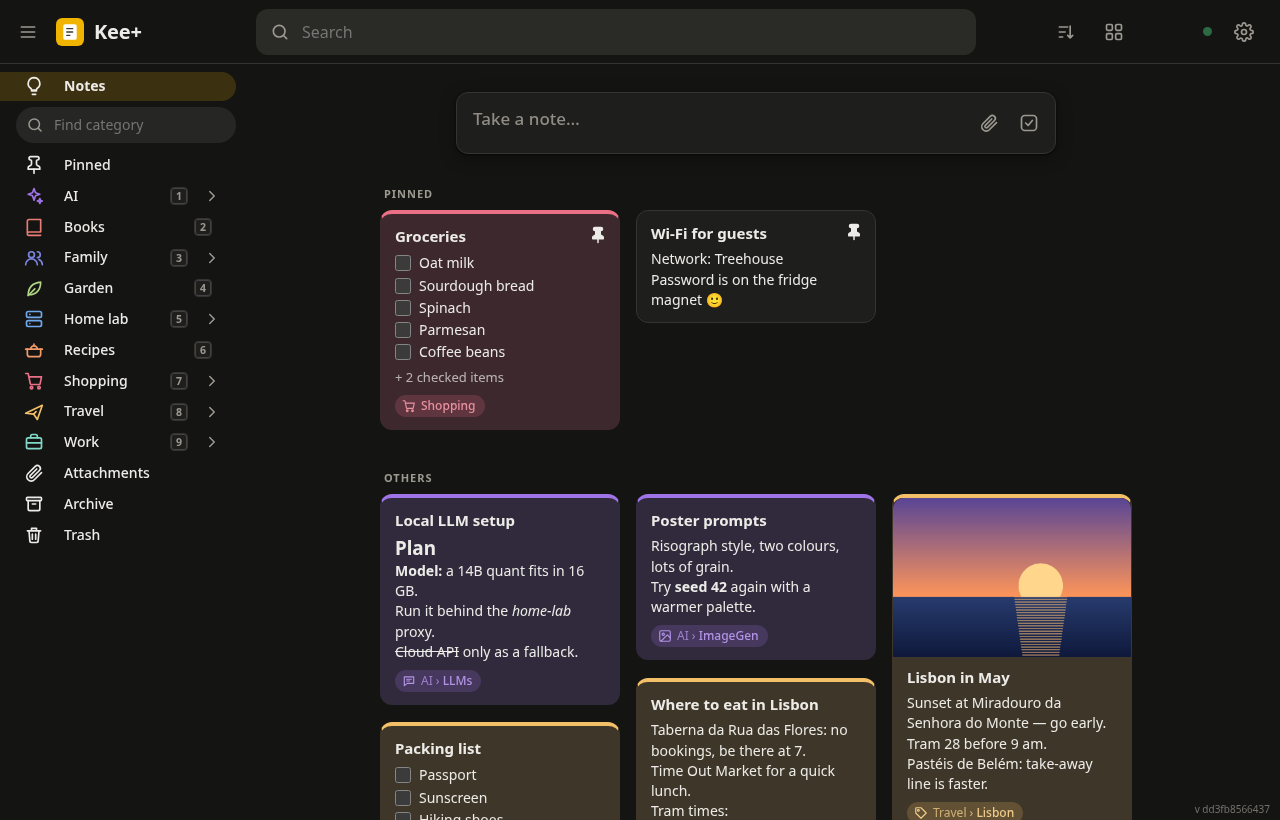 Kee+
Search
Notes
Find category
Pinned
AI 1
Books 2
Family 3
Garden 4
Home lab 5
Recipes 6
Shopping 7
Travel 8
Work 9
Attachments
Archive
Trash
Take a note...
PINNED
Groceries
Oat milk
Sourdough bread
Spinach
Parmesan
Coffee beans
+ 2 checked items
Shopping
Wi-Fi for guests
Network: Treehouse
Password is on the fridge
magnet 🙂
OTHERS
Local LLM setup
Plan
Model: a 14B quant fits in 16
GB.
Run it behind the home-lab
proxy.
Cloud API only as a fallback.
AI › LLMs
Packing list
Passport
Sunscreen
Hiking shoes
Poster prompts
Risograph style, two colours,
lots of grain.
Try seed 42 again with a
warmer palette.
AI › ImageGen
Where to eat in Lisbon
Taberna da Rua das Flores: no
bookings, be there at 7.
Time Out Market for a quick
lunch.
Tram times:
Lisbon in May
Sunset at Miradouro da
Senhora do Monte — go early.
Tram 28 before 9 am.
Pastéis de Belém: take-away
line is faster.
Travel › Lisbon
v dd3fb8566437